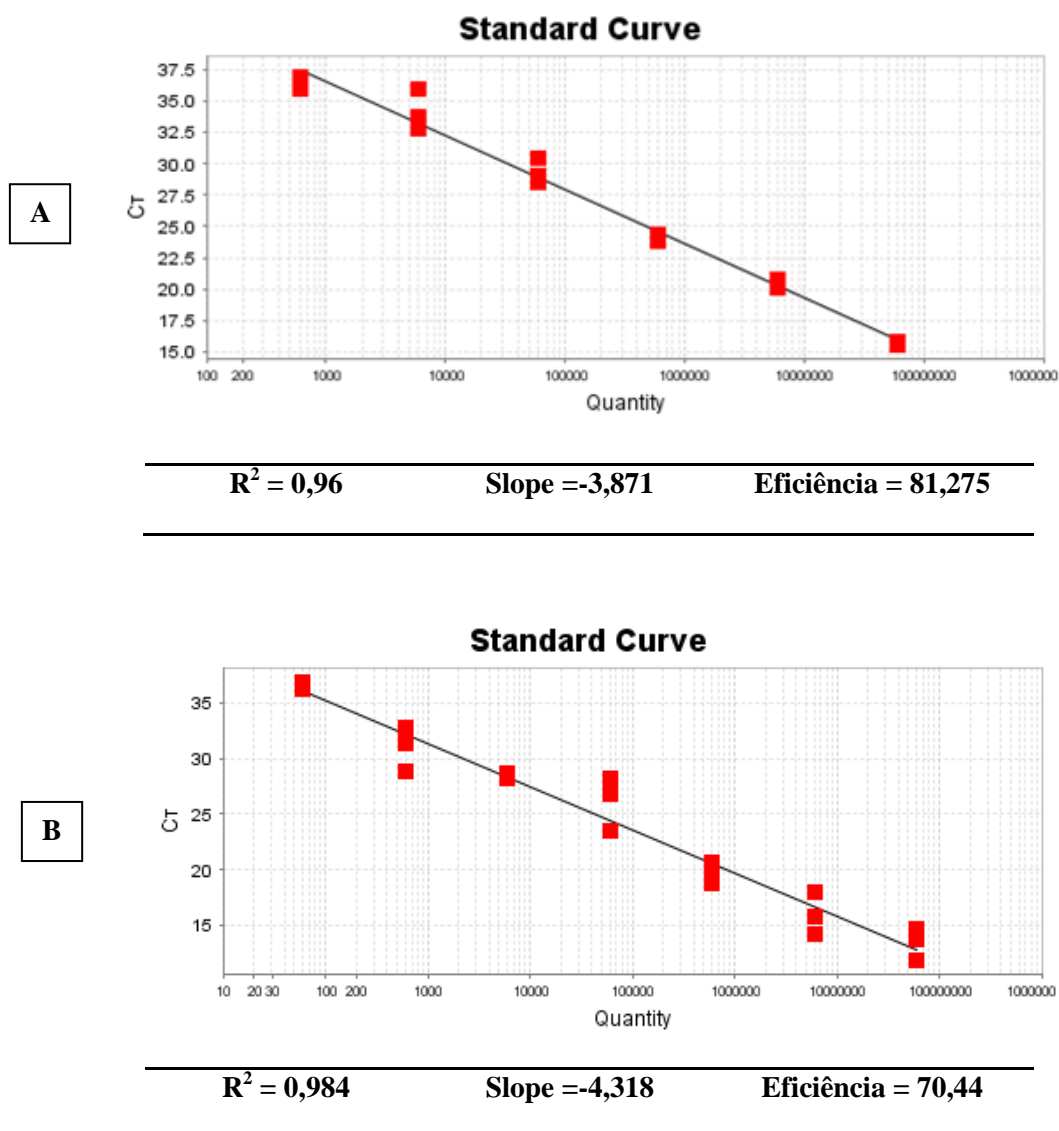 Standard Curve
37.5
35.0
32.5
30.0
27.5
25.0
22.5
20.0
17.5
15.0
CT
A
100 200 1000 10000 100000 1000000 10000000 100000000 1000000
Quantity
R² = 0,96 Slope =-3,871 Eficiência = 81,275
Standard Curve
35
30
25
20
15
CT
B
10 20 30 100 200 1000 10000 100000 1000000 10000000 100000000 1000000
Quantity
R² = 0,984 Slope =-4,318 Eficiência = 70,44